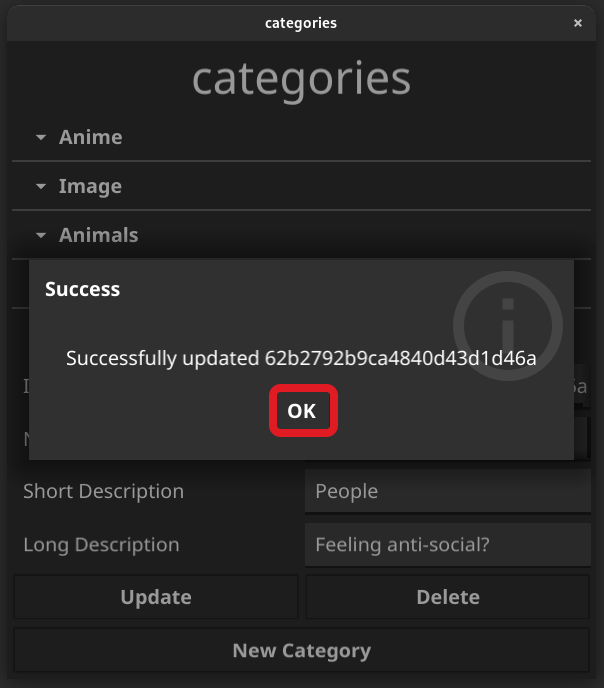 categories
×
categories
Anime
Image
Animals
Success
Successfully updated 62b2792b9ca4840d43d1d46a
OK
Short Description
People
Long Description
Feeling anti-social?
Update
Delete
New Category